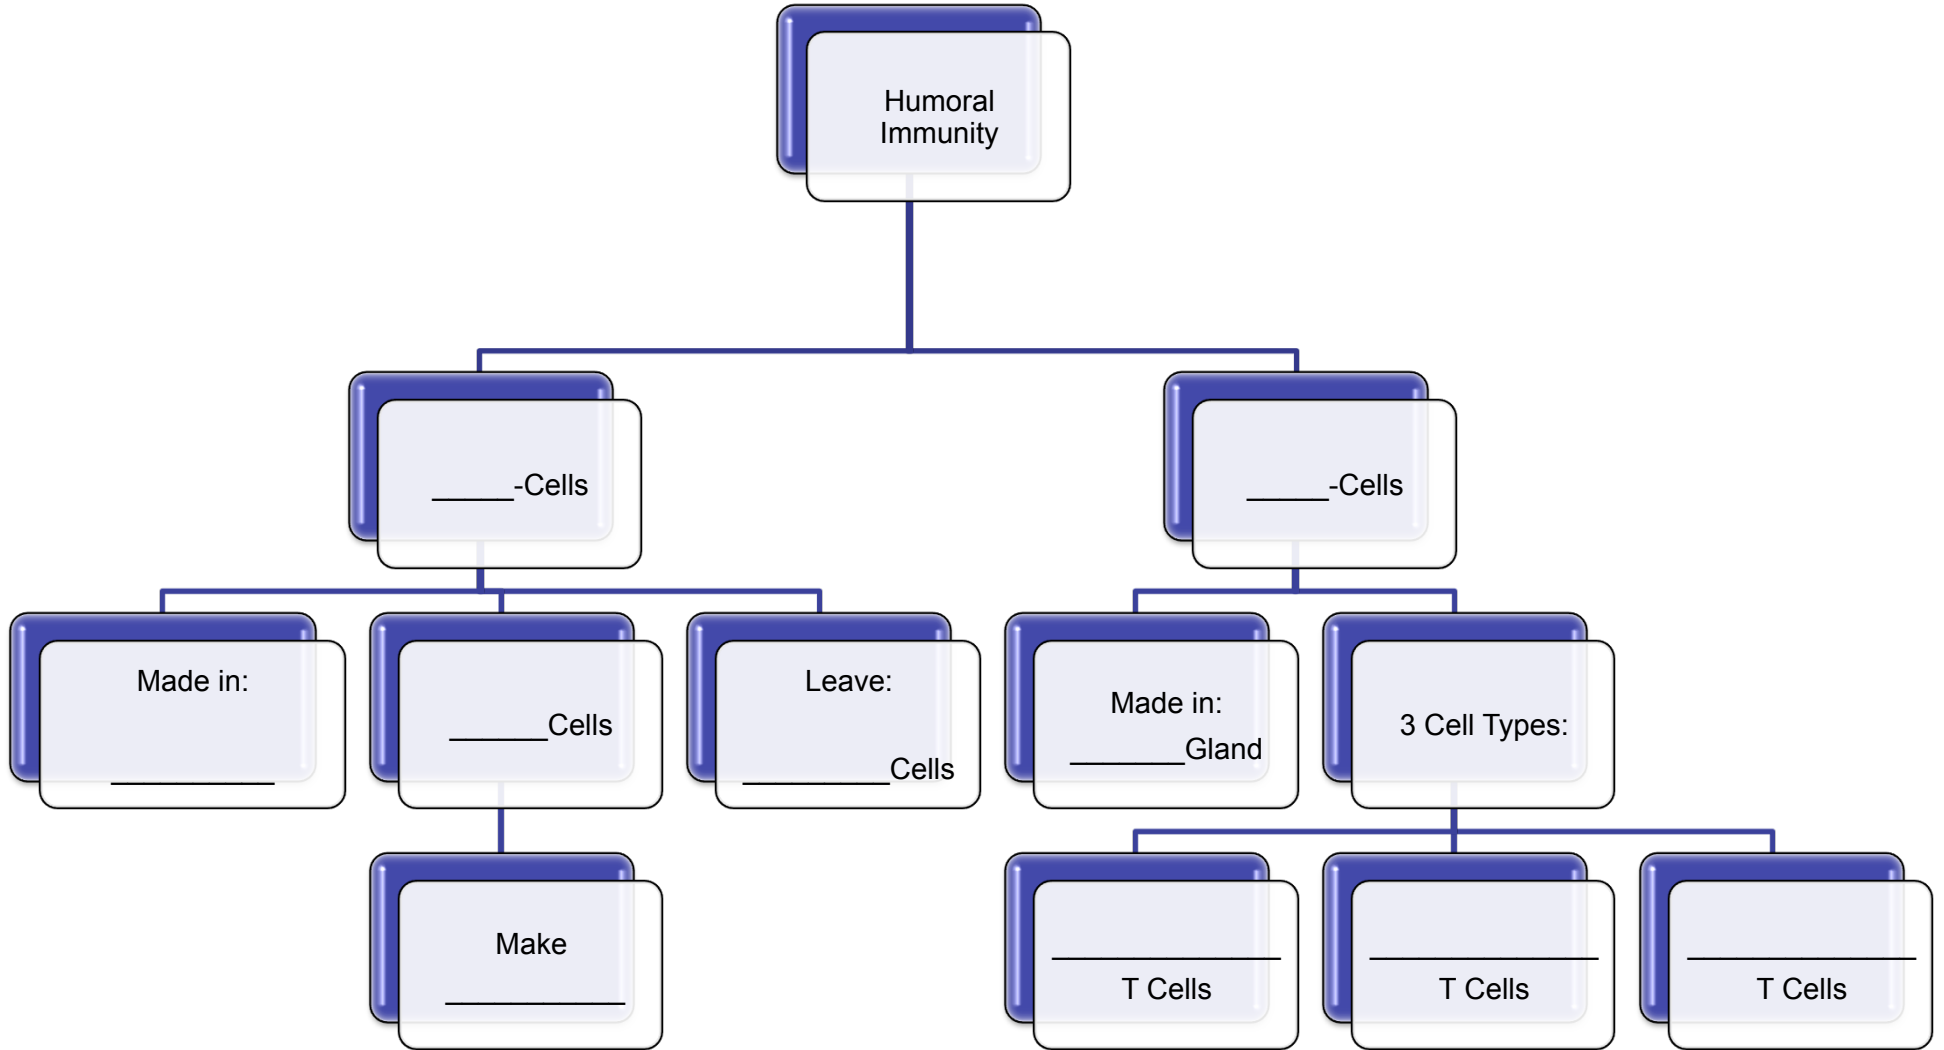 Humoral
Immunity
_____-Cells
_____-Cells
Made in:
__________
______Cells
Leave:
_________Cells
Made in:
_______Gland
3 Cell Types:
Make
___________
______________
T Cells
______________
T Cells
______________
T Cells